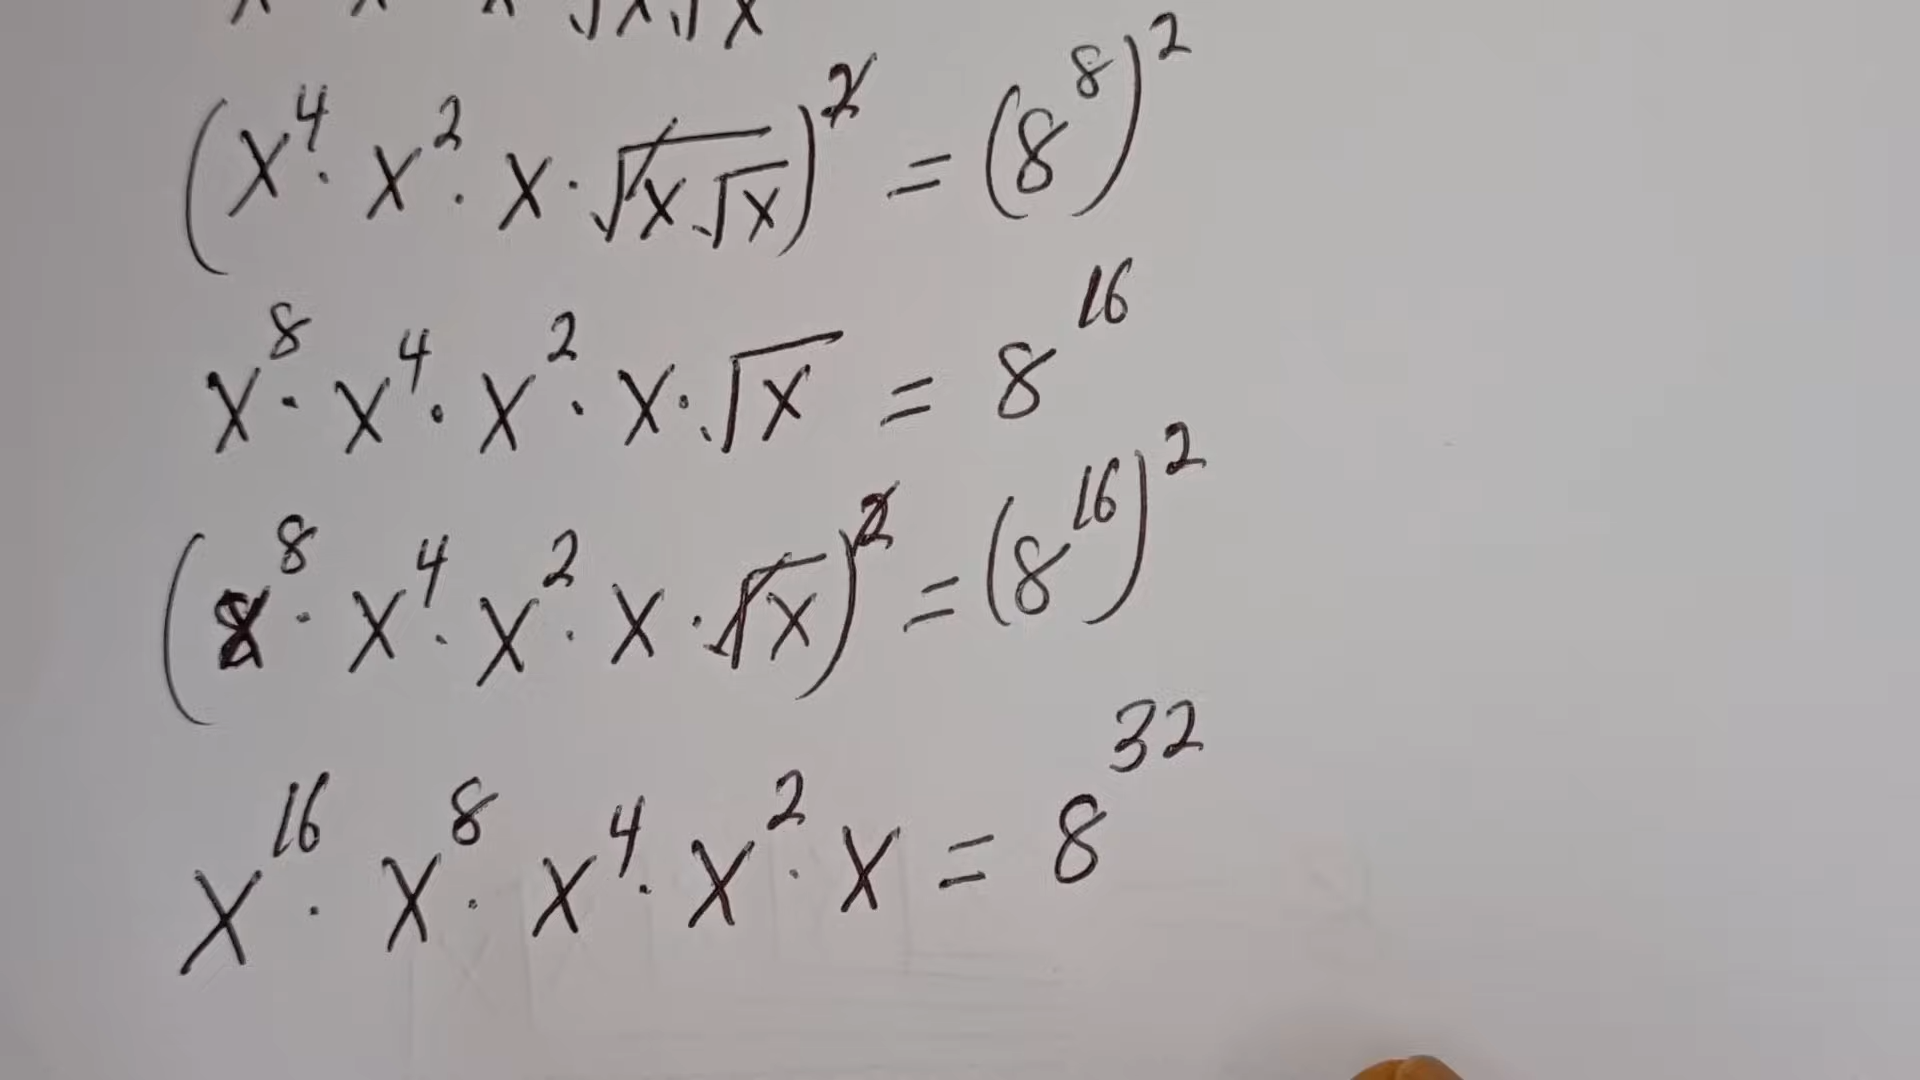 (x⁴ · x² · x · √(x√x))² = (8⁸)²
x⁸ · x⁴ · x² · x · √x = 8¹⁶
(x⁸ · x⁴ · x² · x · √x)² = (8¹⁶)²
x¹⁶ · x⁸ · x⁴ · x² · x = 8³²